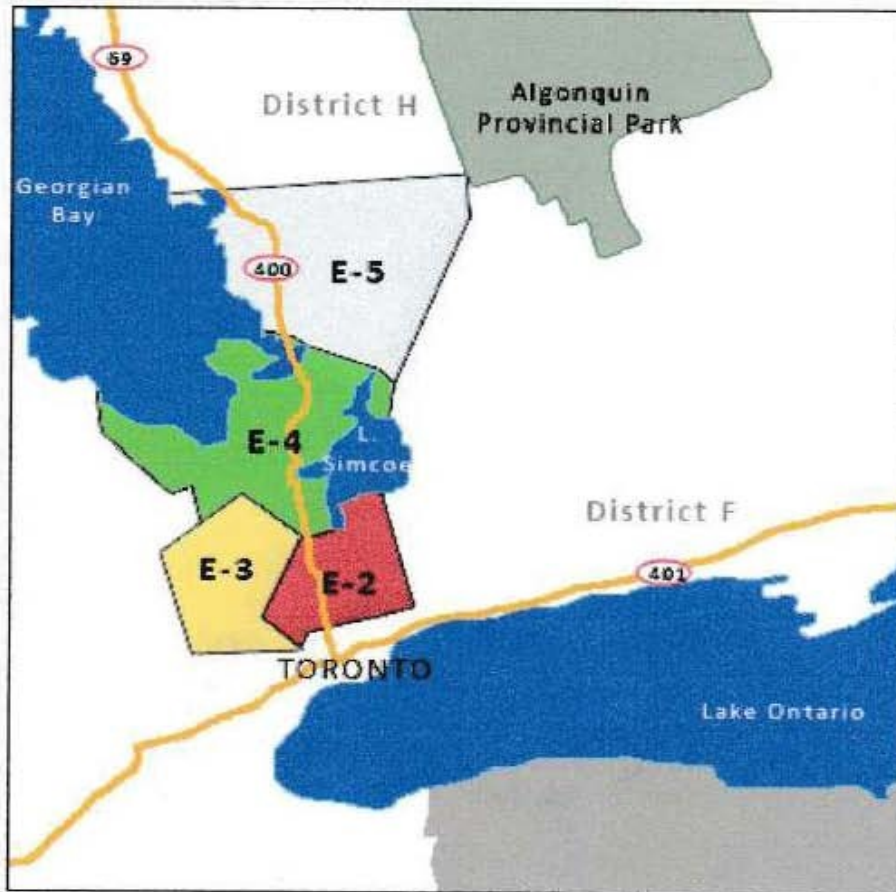 69
District H
Algonquin
Provincial Park
Georgian
Bay
400
E-5
E-4
L.
Simcoe
District F
E-3
E-2
401
TORONTO
Lake Ontario